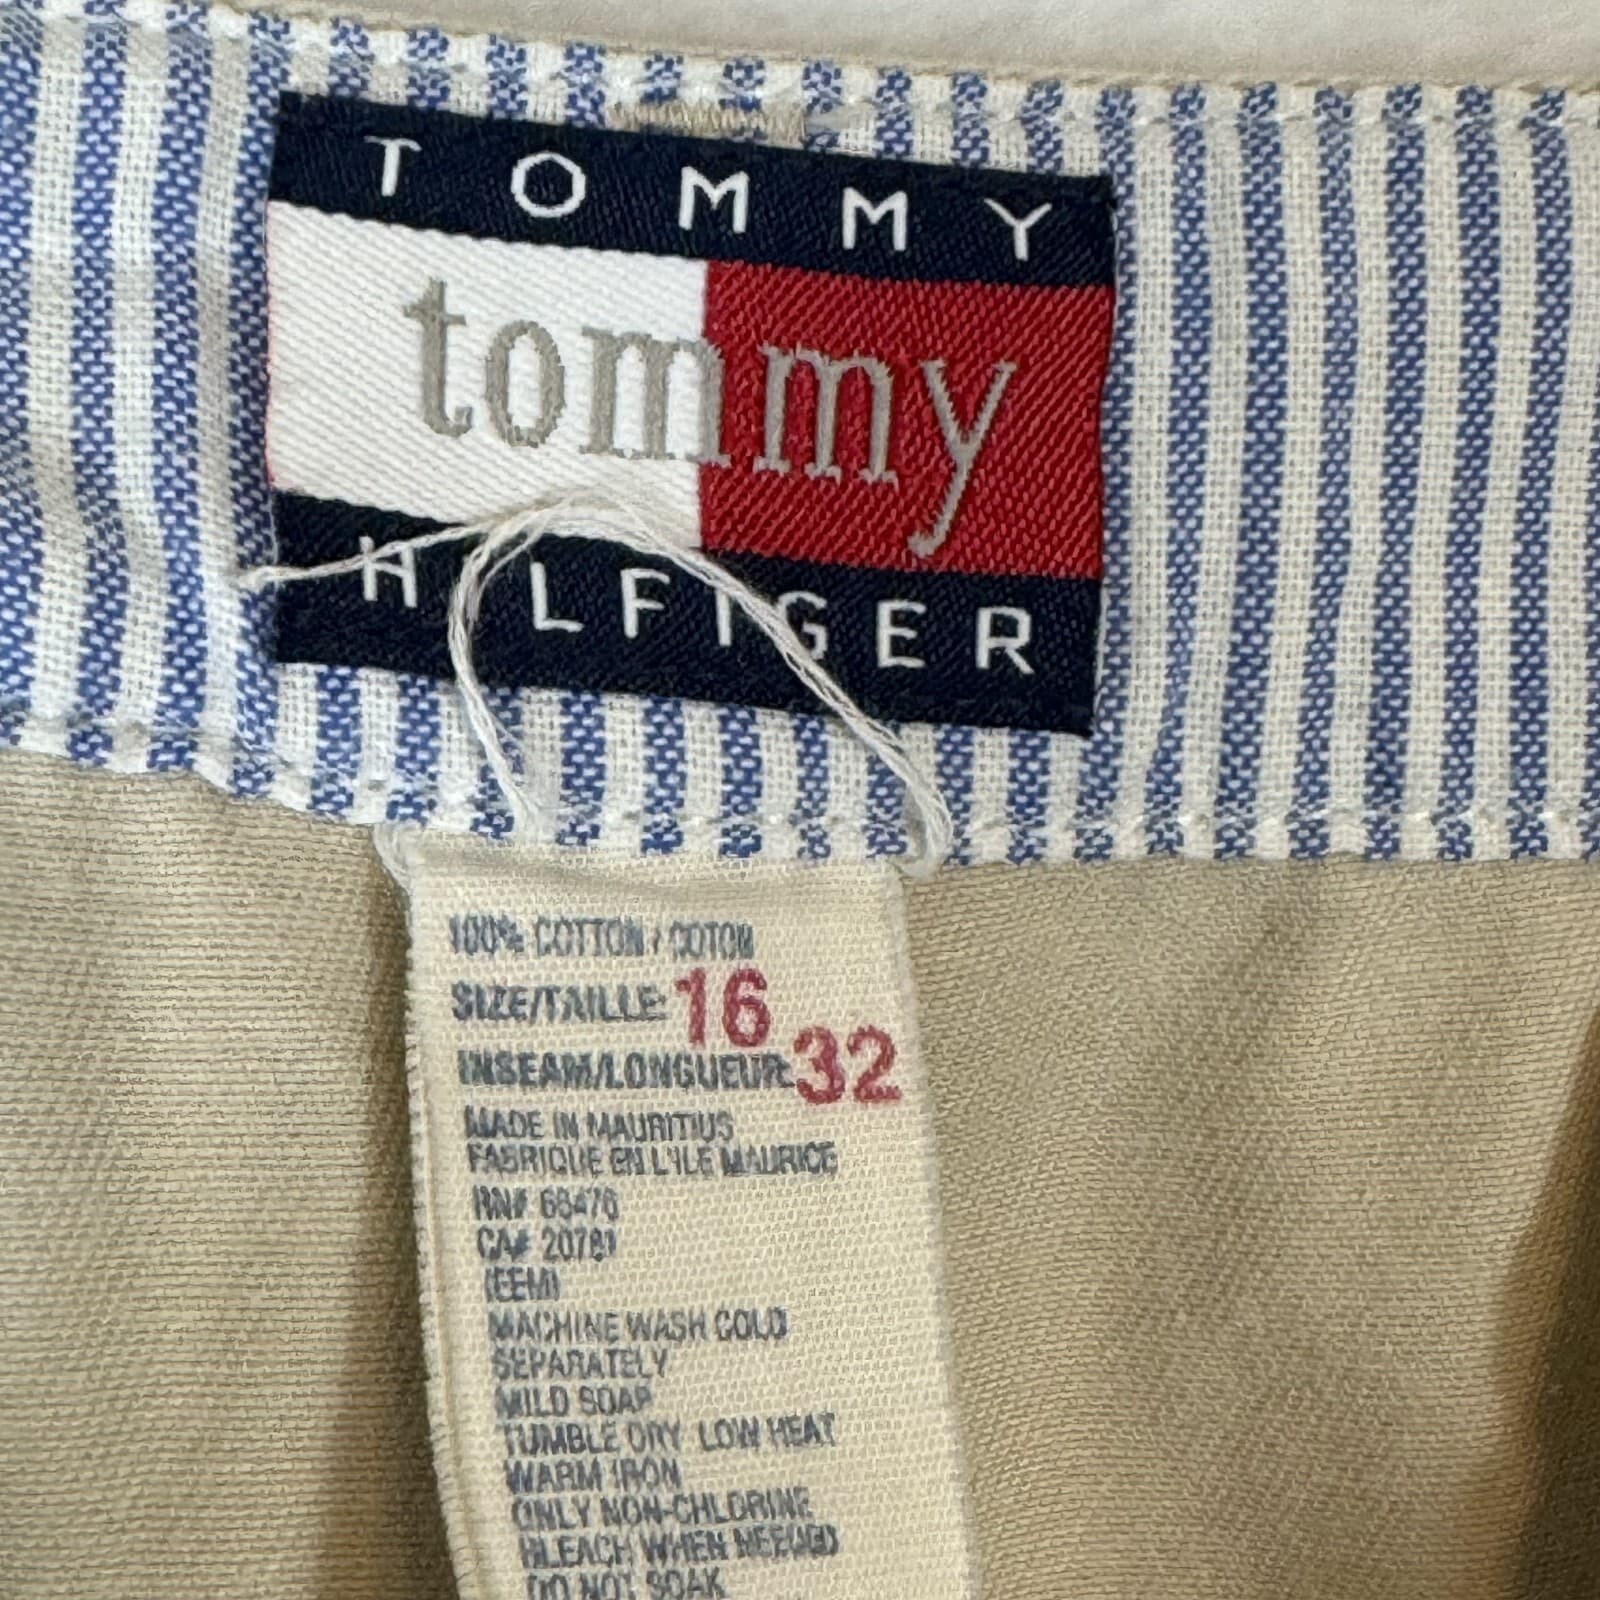 TOMMY
tommy
HILFIGER
100% COTTON / COTON
SIZE/TAILLE: 16
INSEAM/LONGUEUR: 32
MADE IN MAURITIUS
FABRIQUE EN L'ILE MAURICE
RN# 66476
CA# 20781
(EEM)
MACHINE WASH COLD
SEPARATELY
MILD SOAP
TUMBLE DRY LOW HEAT
WARM IRON
ONLY NON-CHLORINE
BLEACH WHEN NEEDED
DO NOT SOAK